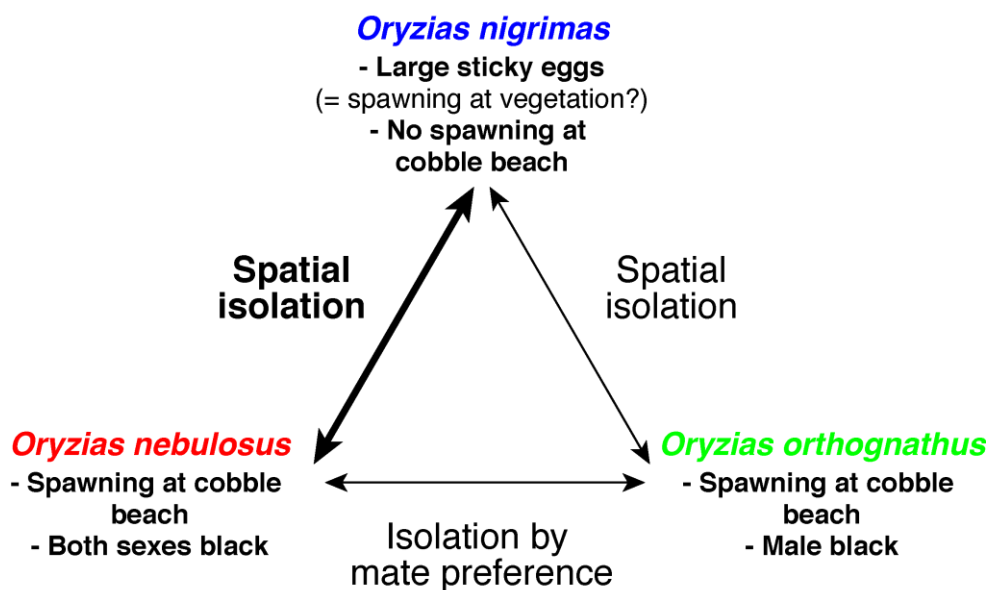 Oryzias nigrimas
- Large sticky eggs
(= spawning at vegetation?)
- No spawning at
cobble beach
Spatial
isolation
Spatial
isolation
Oryzias nebulosus
- Spawning at cobble
beach
- Both sexes black
Oryzias orthognathus
- Spawning at cobble
beach
- Male black
Isolation by
mate preference